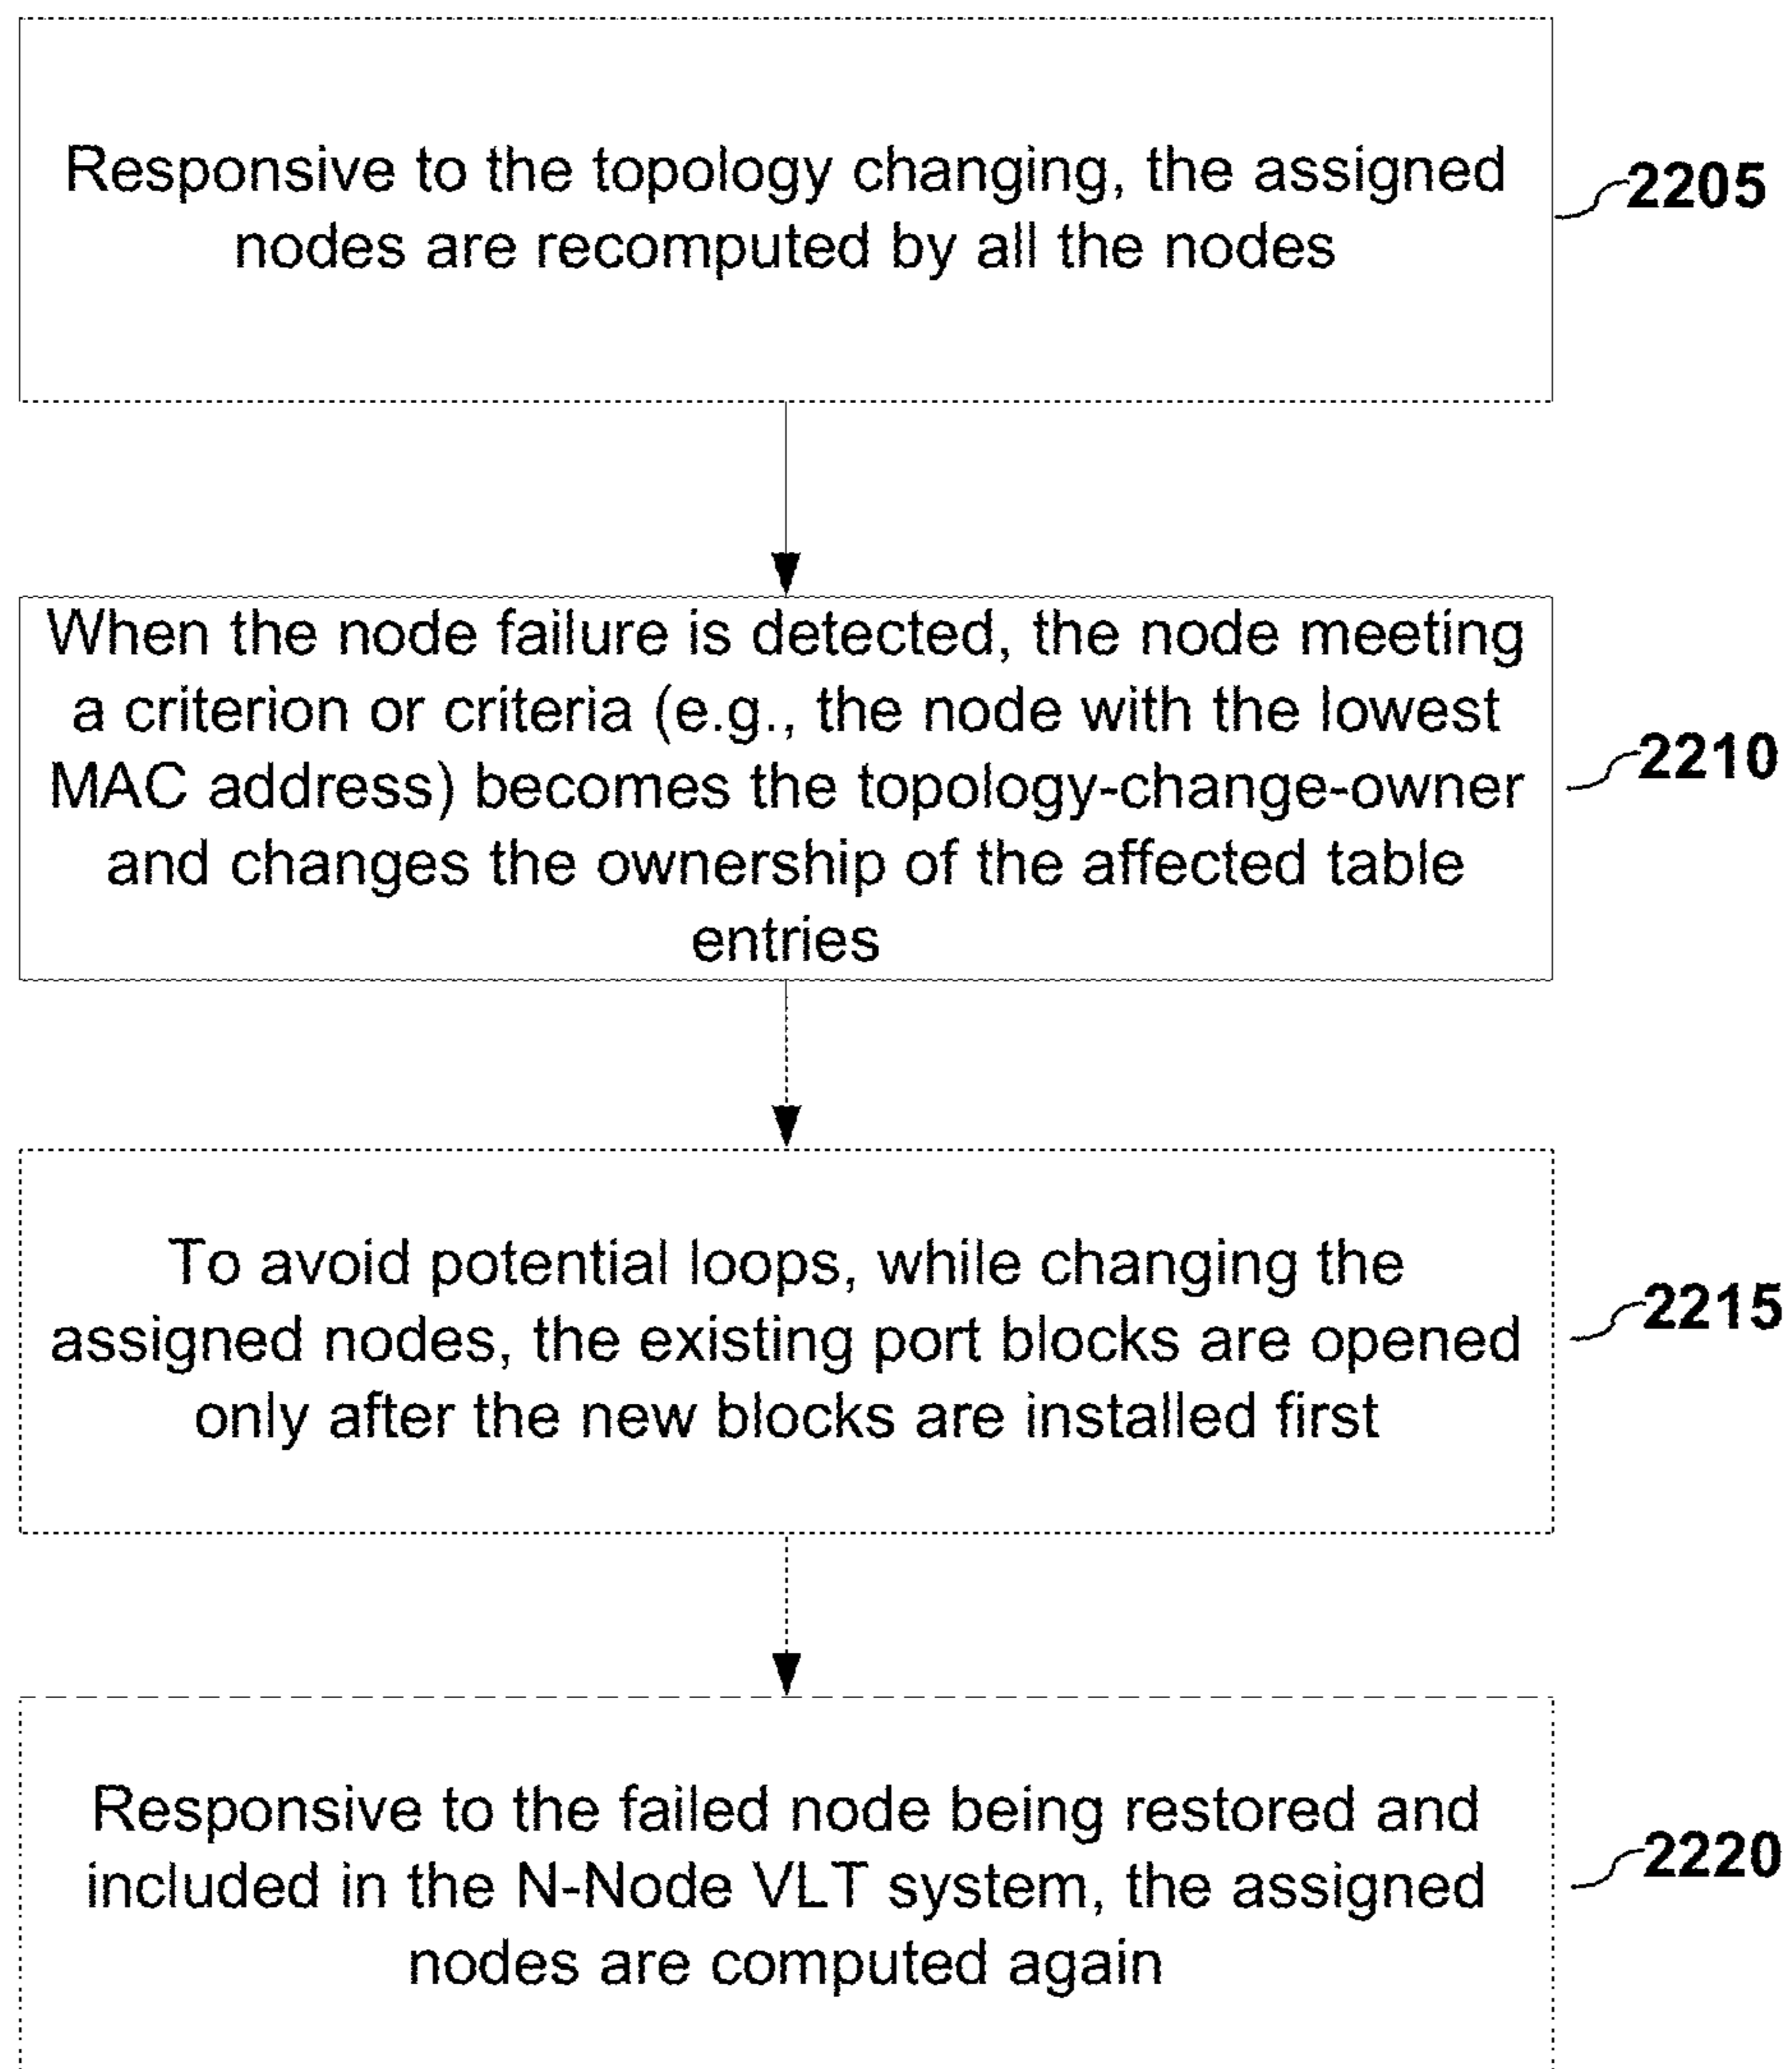 Responsive to the topology changing, the assigned
nodes are recomputed by all the nodes
2205
When the node failure is detected, the node meeting
a criterion or criteria (e.g., the node with the lowest
MAC address) becomes the topology-change-owner
and changes the ownership of the affected table
entries
2210
To avoid potential loops, while changing the
assigned nodes, the existing port blocks are opened
only after the new blocks are installed first
2215
Responsive to the failed node being restored and
included in the N-Node VLT system, the assigned
nodes are computed again
2220